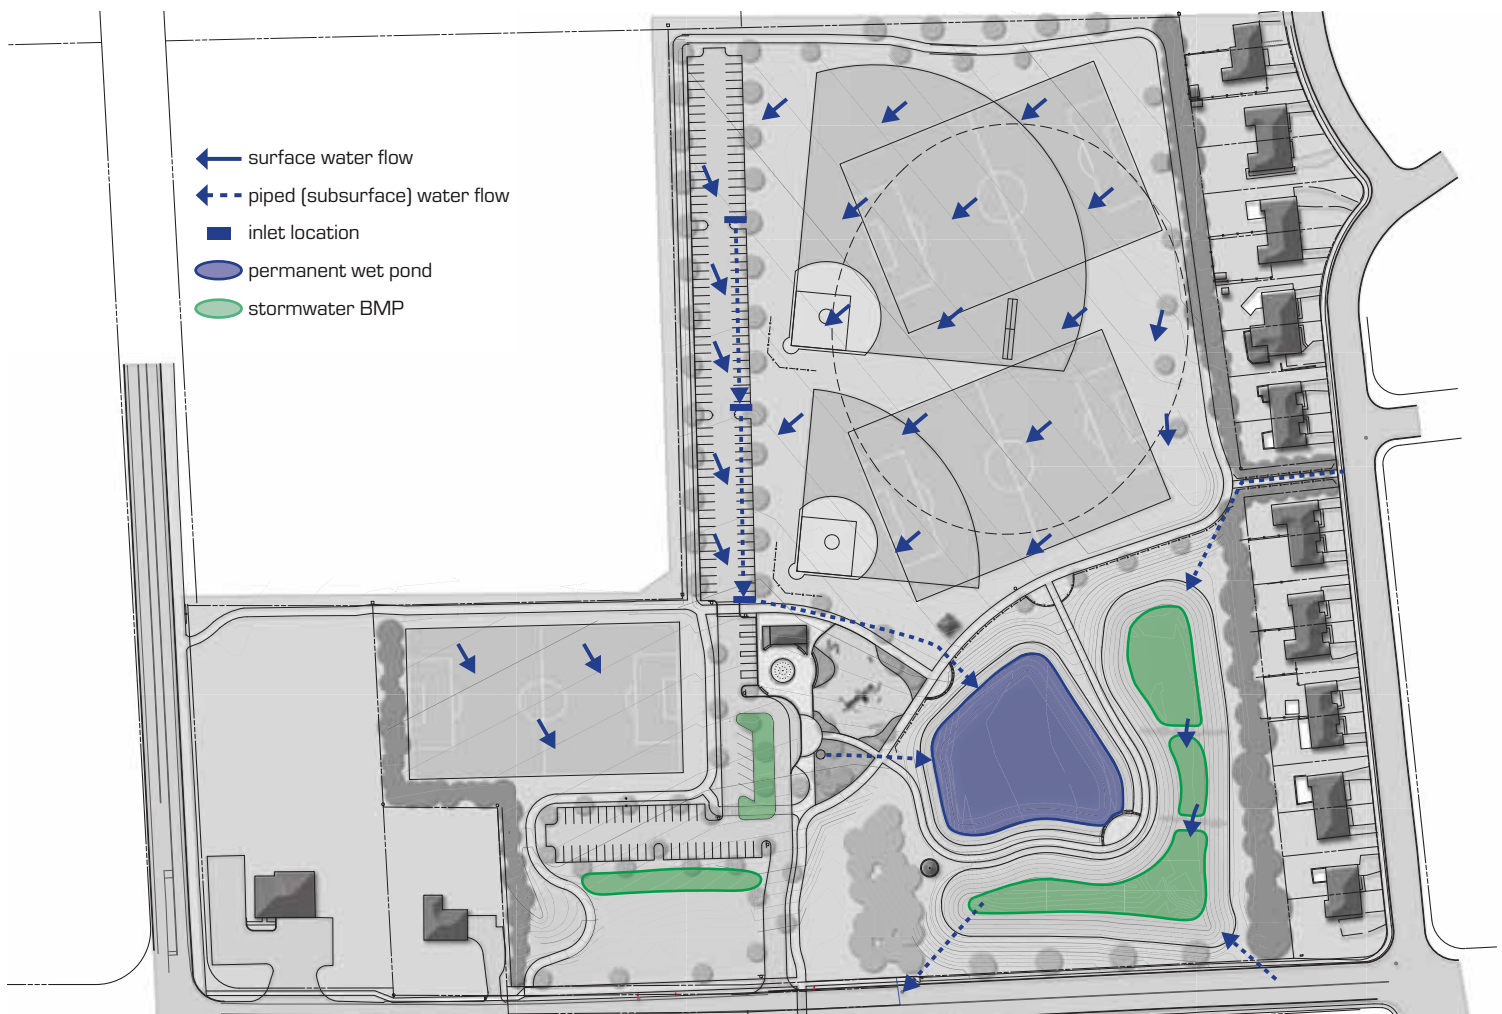 surface water flow
piped (subsurface) water flow
inlet location
permanent wet pond
stormwater BMP